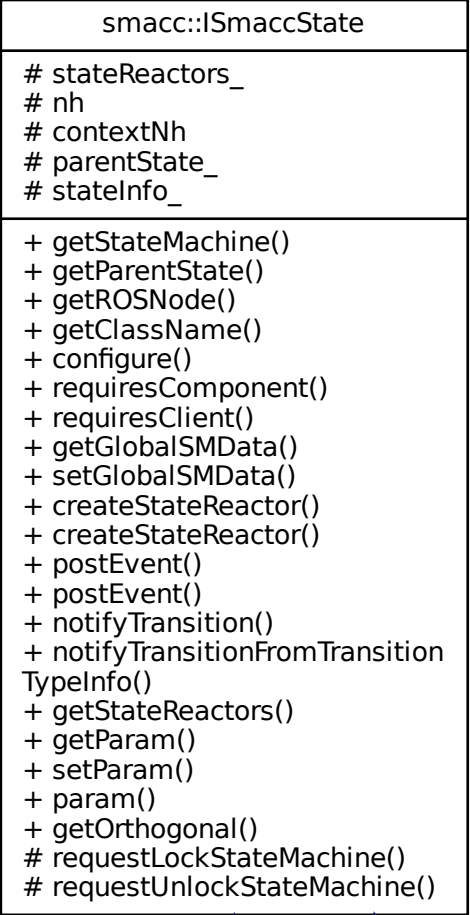 smacc::ISmaccState
# stateReactors_
# nh
# contextNh
# parentState_
# stateInfo_
+ getStateMachine()
+ getParentState()
+ getROSNode()
+ getClassName()
+ configure()
+ requiresComponent()
+ requiresClient()
+ getGlobalSMData()
+ setGlobalSMData()
+ createStateReactor()
+ createStateReactor()
+ postEvent()
+ postEvent()
+ notifyTransition()
+ notifyTransitionFromTransition
TypeInfo()
+ getStateReactors()
+ getParam()
+ setParam()
+ param()
+ getOrthogonal()
# requestLockStateMachine()
# requestUnlockStateMachine()